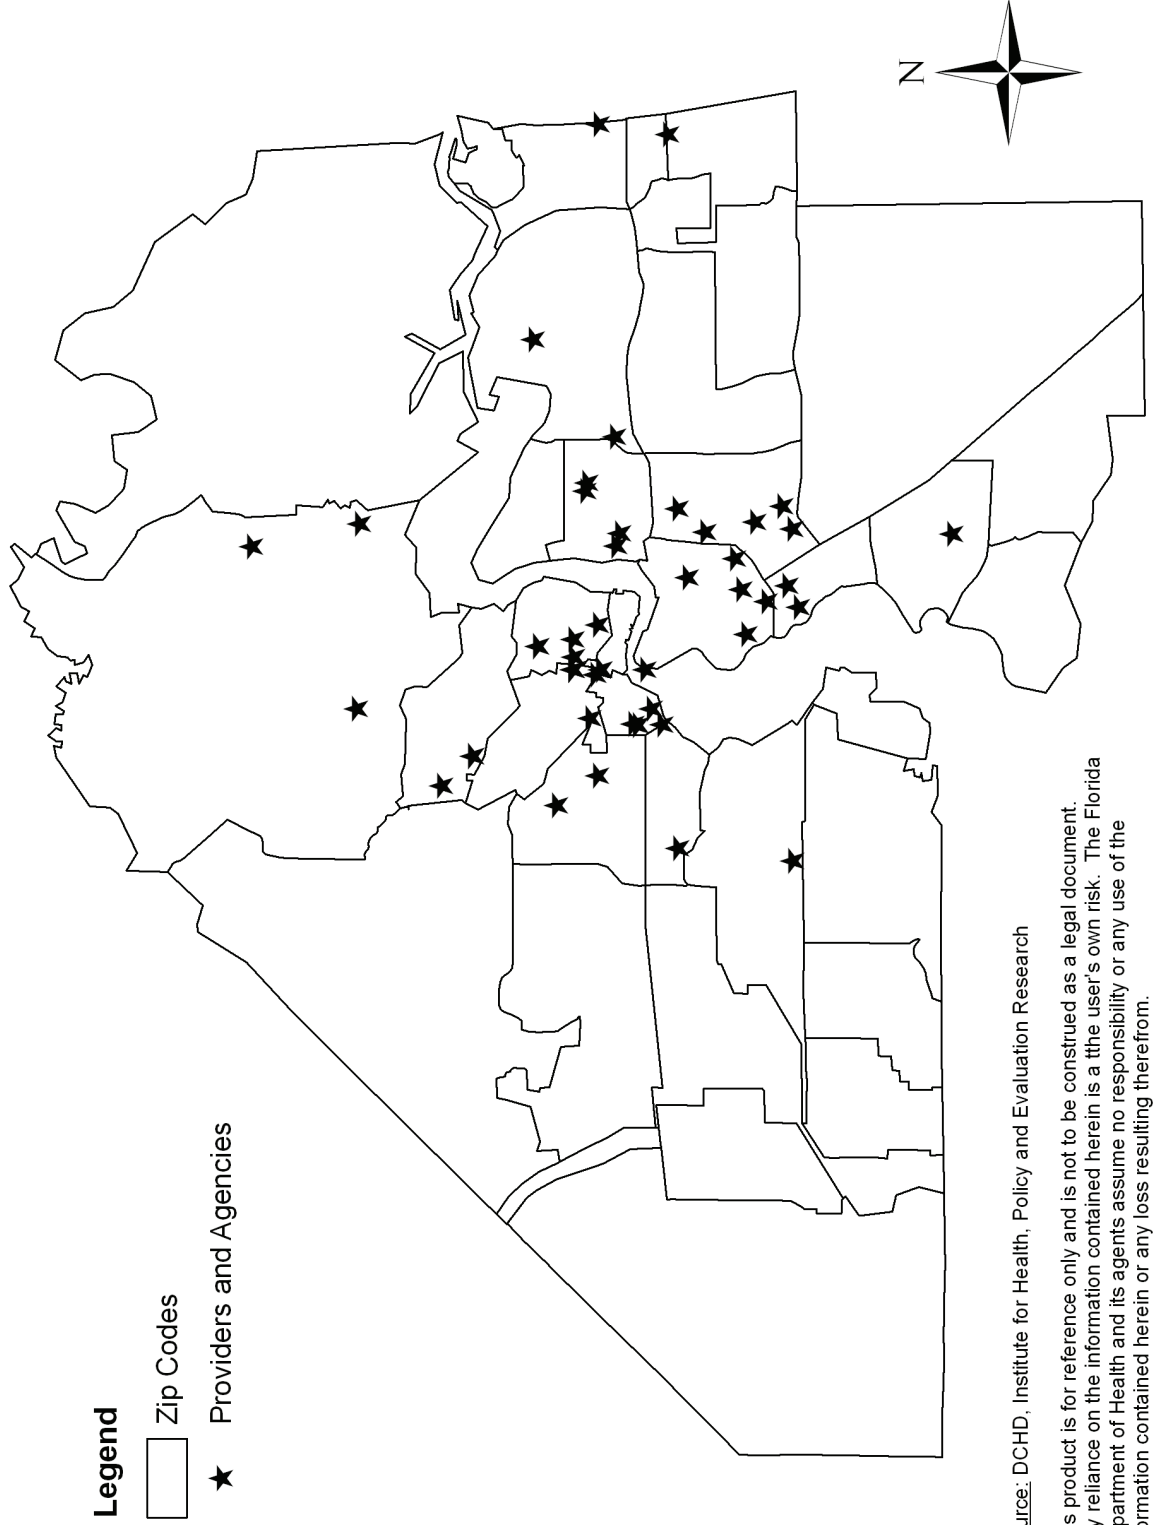 Legend
Zip Codes
Providers and Agencies
N
urce: DCHD, Institute for Health, Policy and Evaluation Research
s product is for reference only and is not to be construed as a legal document.
y reliance on the information contained herein is a tthe user's own risk. The Florida
partment of Health and its agents assume no responsibility or any use of the
ormation contained herein or any loss resulting therefrom.